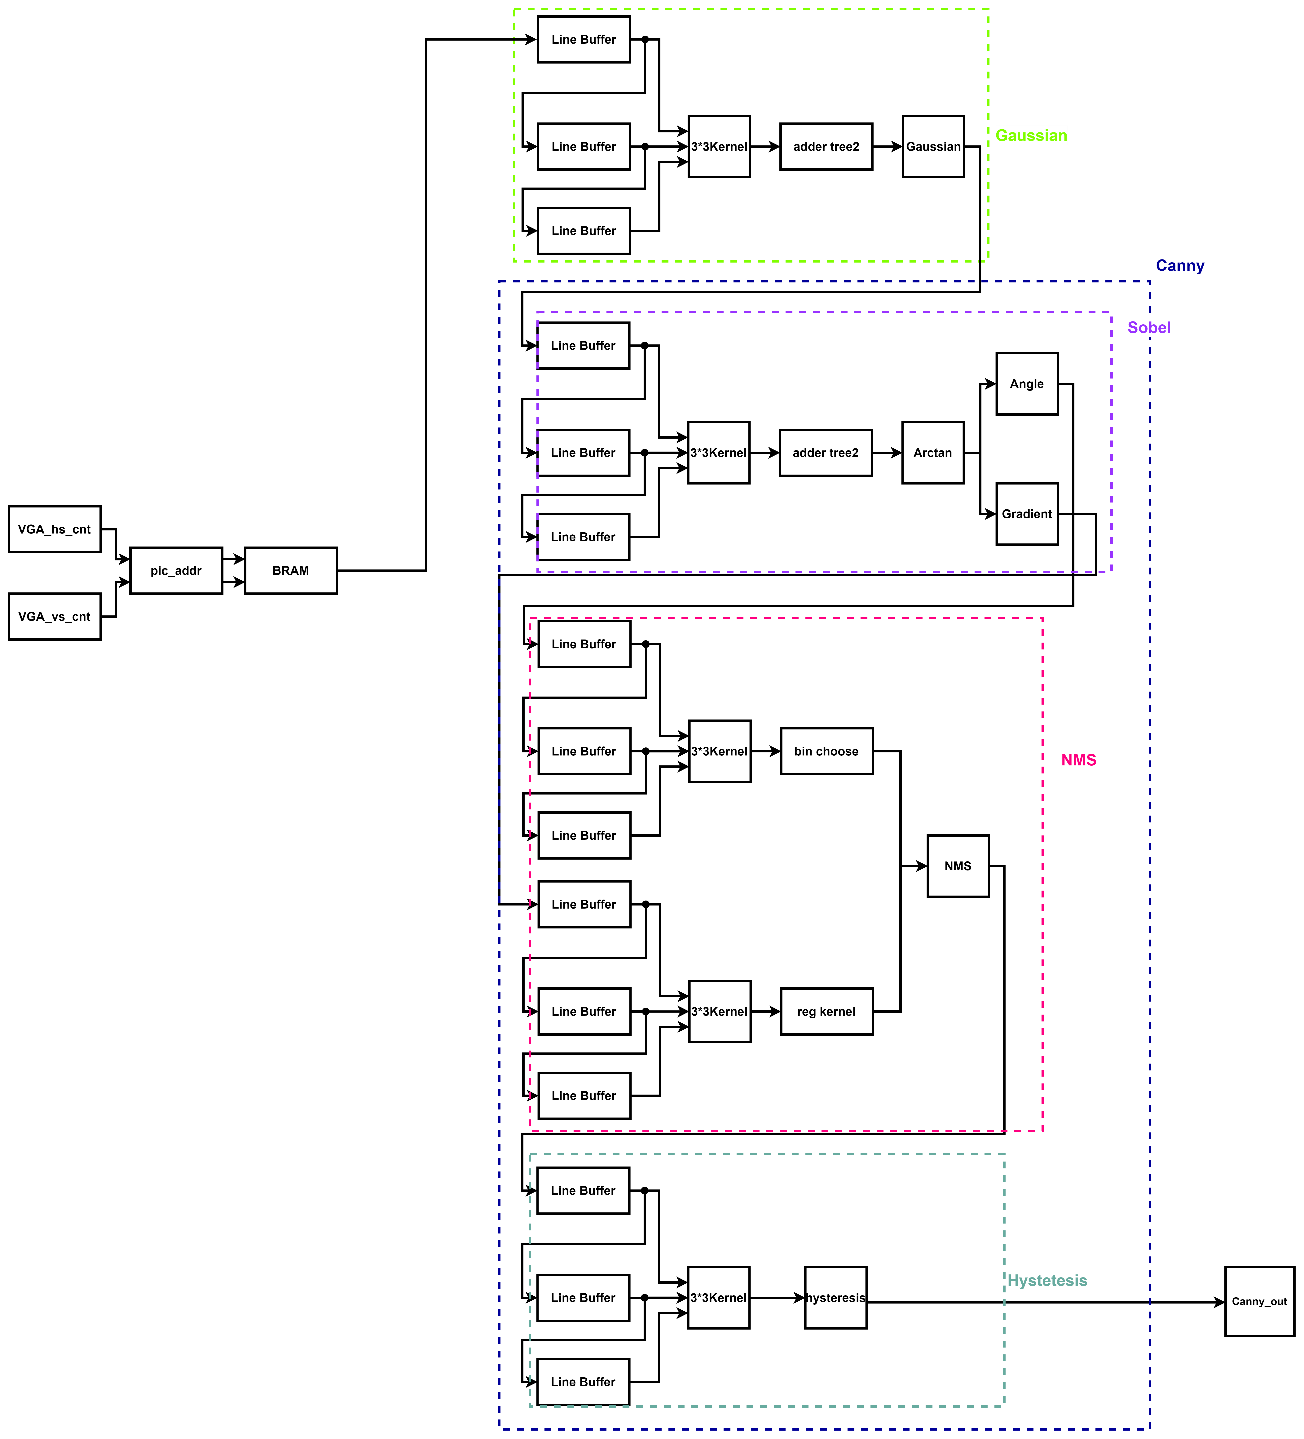 Line Buffer
Line Buffer
3*3Kernel
adder tree2
Gaussian
Gaussian
Line Buffer
Canny
Sobel
Line Buffer
Angle
Line Buffer
3*3Kernel
adder tree2
Arctan
Gradient
Line Buffer
VGA_hs_cnt
pic_addr
BRAM
VGA_vs_cnt
Line Buffer
Line Buffer
3*3Kernel
bin choose
NMS
Line Buffer
NMS
Line Buffer
Line Buffer
3*3Kernel
reg kernel
Line Buffer
Line Buffer
Hystetesis
Line Buffer
3*3Kernel
hysteresis
Canny_out
Line Buffer